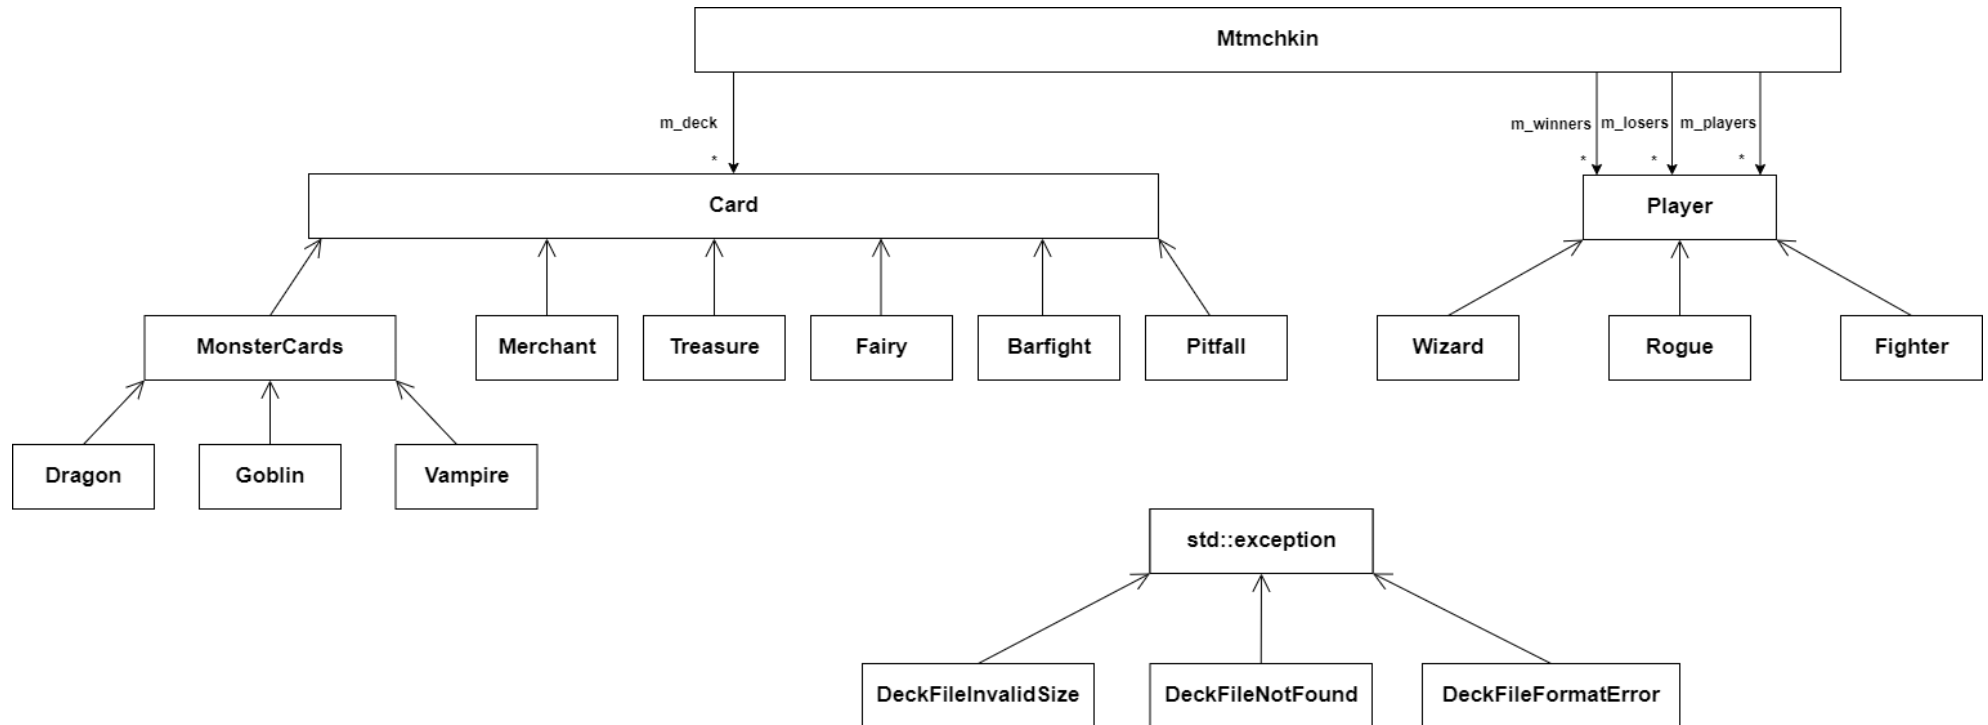 Mtmchkin
m_deck
m_winners
m_losers
m_players
*
*
*
*
Card
Player
MonsterCards
Merchant
Treasure
Fairy
Barfight
Pitfall
Wizard
Rogue
Fighter
Dragon
Goblin
Vampire
std::exception
DeckFileInvalidSize
DeckFileNotFound
DeckFileFormatError